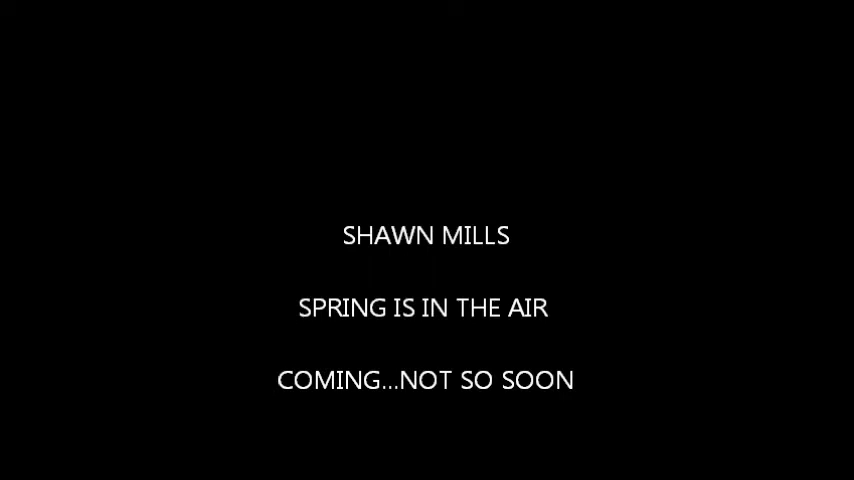 SHAWN MILLS
SPRING IS IN THE AIR
COMING...NOT SO SOON